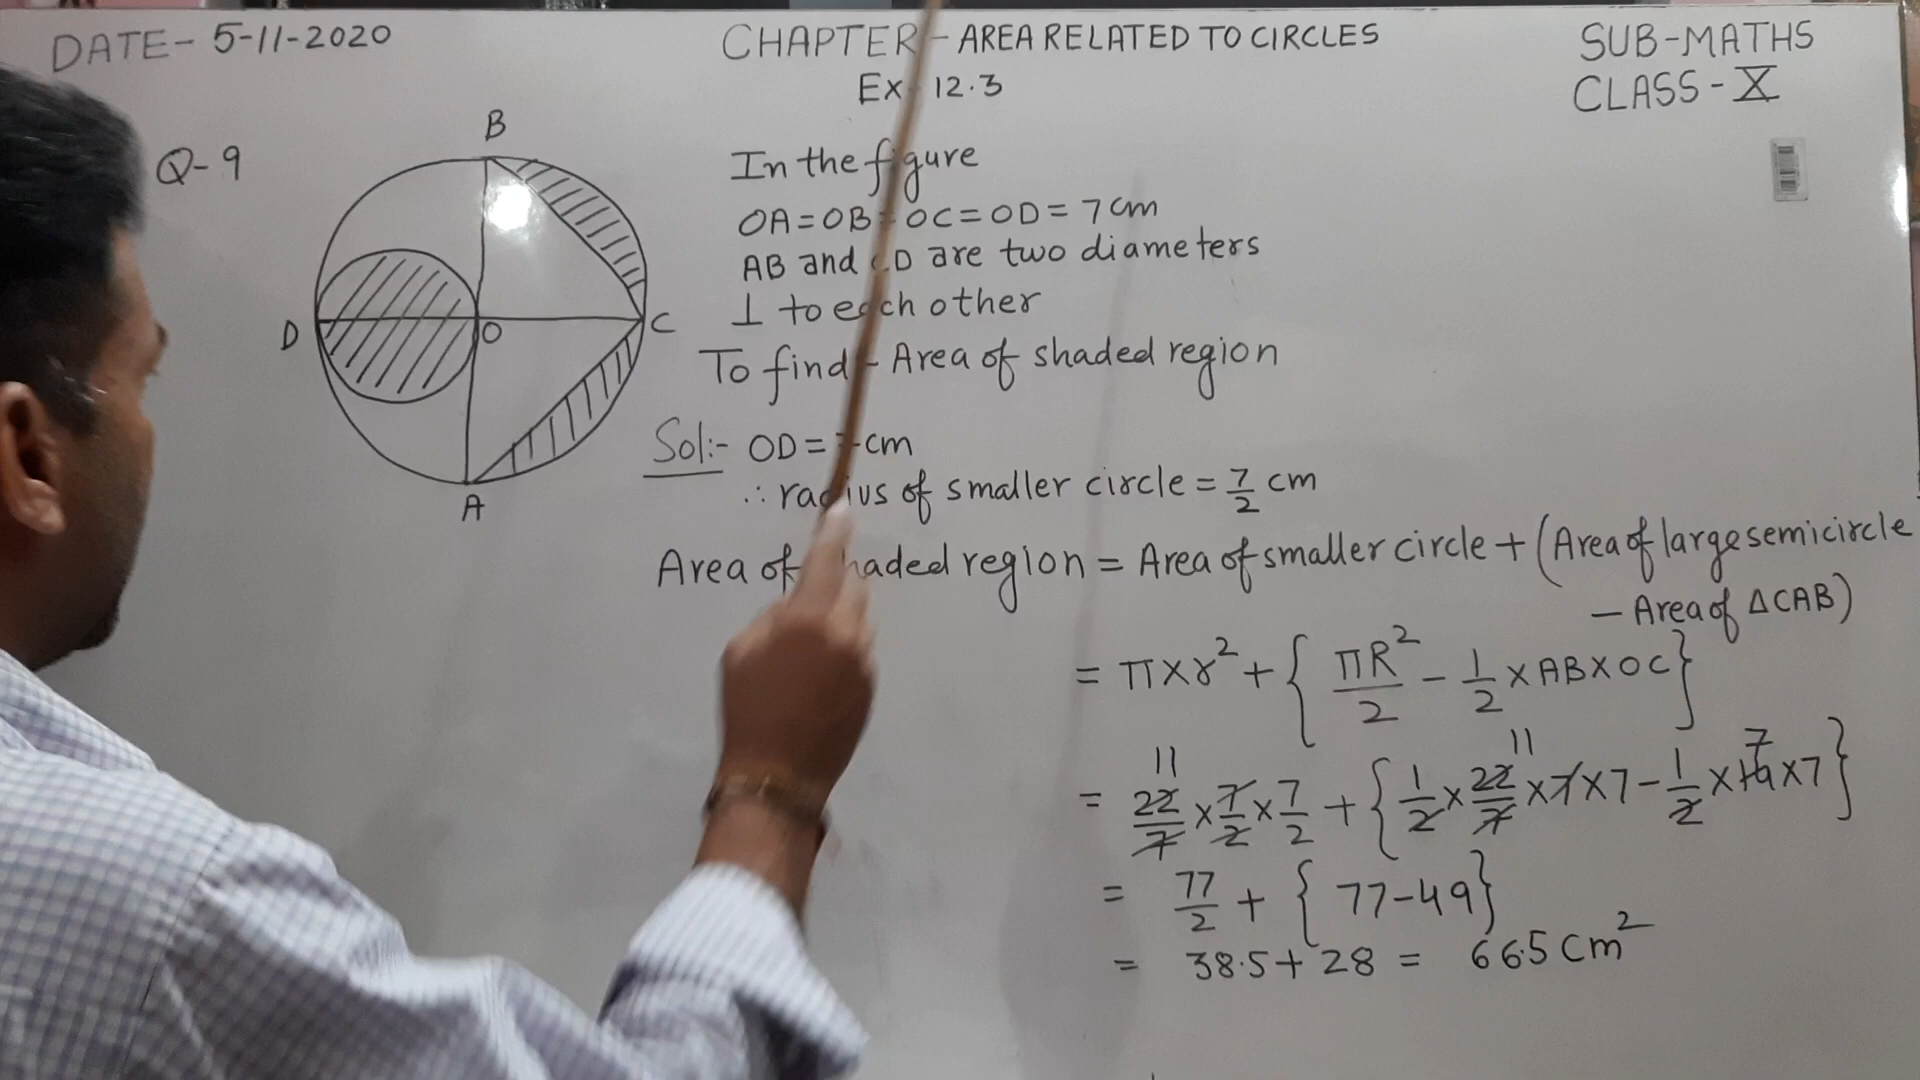 DATE- 5-11-2020
CHAPTER - AREA RELATED TO CIRCLES
SUB-MATHS
Ex 12.3
CLASS - X
Q-9
B
D
O
C
A
In the figure
OA=OB=OC=OD= 7cm
AB and CD are two diameters
⊥ to each other
To find - Area of shaded region
Sol:- OD = 7 cm
∴ radius of smaller circle = 7/2 cm
Area of shaded region = Area of smaller circle + (Area of large semicircle
- Area of ΔCAB)
= π×r² + { πR²/2 - 1/2 × AB × OC }
11 11 7
= 22/7 × 7/2 × 7/2 + { 1/2 × 22/7 × 7 × 7 - 1/2 × 14 × 7 }
= 77/2 + { 77-49 }
= 38.5 + 28 = 66.5 cm²